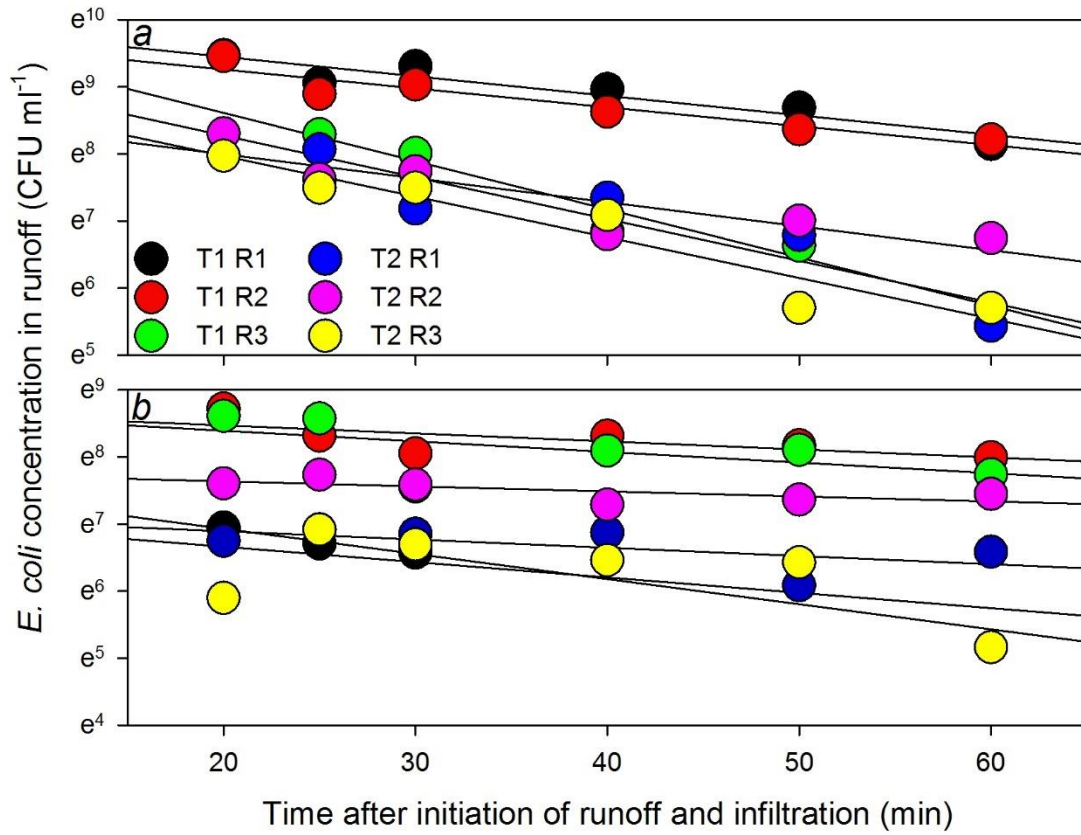 E. coli concentration in runoff (CFU ml⁻¹)
a
e¹⁰
e⁹
e⁸
e⁷
e⁶
e⁵
T1 R1 T2 R1
T1 R2 T2 R2
T1 R3 T2 R3
b
e⁹
e⁸
e⁷
e⁶
e⁵
e⁴
20 30 40 50 60
Time after initiation of runoff and infiltration (min)